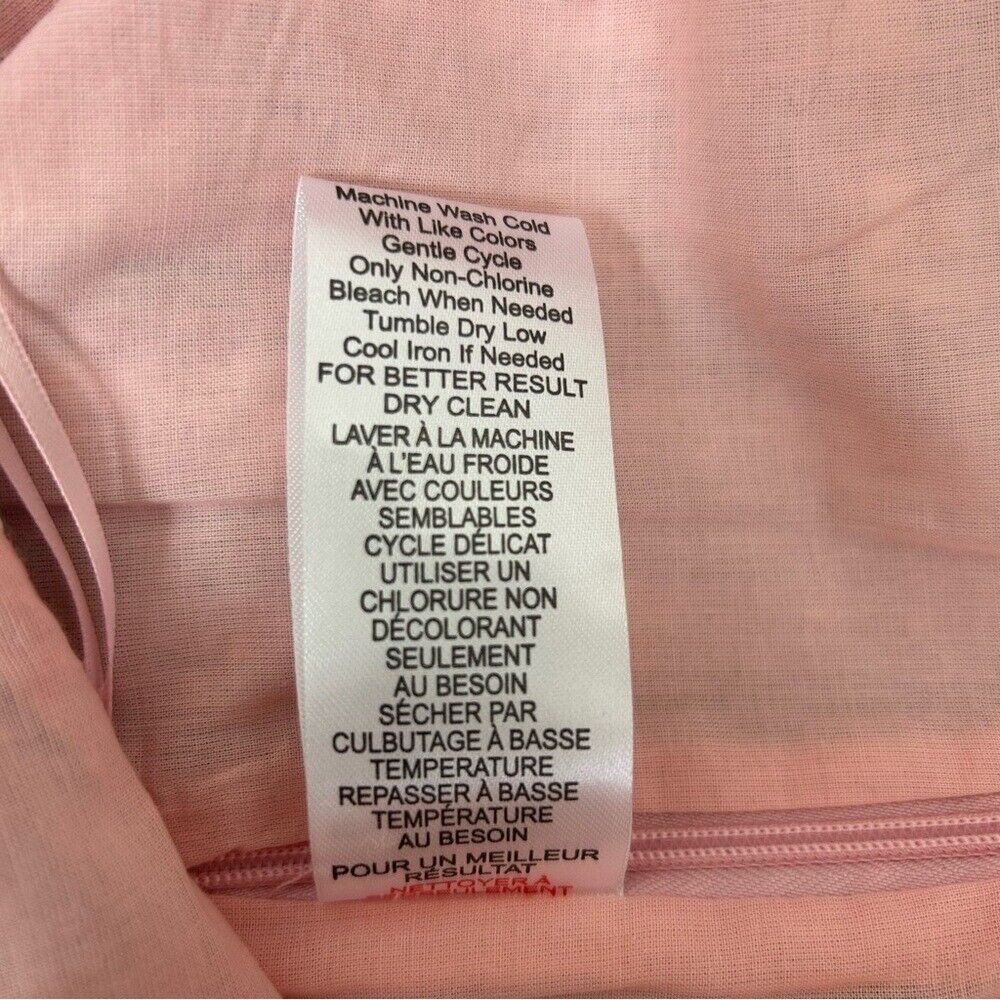 Machine Wash Cold
With Like Colors
Gentle Cycle
Only Non-Chlorine
Bleach When Needed
Tumble Dry Low
Cool Iron If Needed
FOR BETTER RESULT
DRY CLEAN
LAVER À LA MACHINE
À L'EAU FROIDE
AVEC COULEURS
SEMBLABLES
CYCLE DÉLICAT
UTILISER UN
CHLORURE NON
DÉCOLORANT
SEULEMENT
AU BESOIN
SÉCHER PAR
CULBUTAGE À BASSE
TEMPERATURE
REPASSER À BASSE
TEMPÉRATURE
AU BESOIN
POUR UN MEILLEUR
RÉSULTAT
NETTOYER À
SEULEMENT